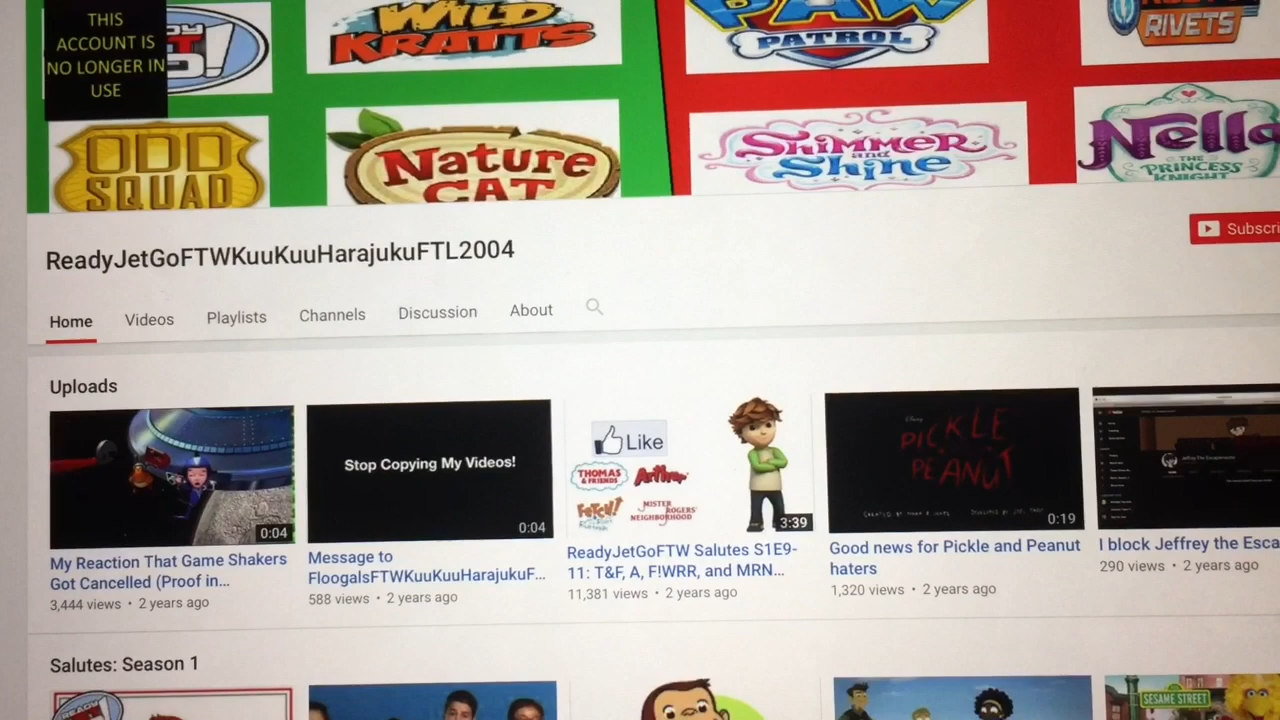 THIS
ACCOUNT IS
NO LONGER IN
USE
WILD
KRATTS
PAW
PATROL
RIVETS
ODD
SQUAD
NATURE
CAT
Shimmer
and
Shine
Nella
THE
PRINCESS
KNIGHT
ReadyJetGoFTWKuuKuuHarajukuFTL2004
Subscri
Home
Videos
Playlists
Channels
Discussion
About
Uploads
0:04
Stop Copying My Videos!
0:04
Like
THOMAS
& FRIENDS
Arthur
FETCH!
MISTER
ROGERS'
NEIGHBORHOOD
3:39
Disney
PICKLE
PEANUT
0:19
My Reaction That Game Shakers
Got Cancelled (Proof in...
3,444 views • 2 years ago
Message to
FloogalsFTWKuuKuuHarajukuF...
588 views • 2 years ago
ReadyJetGoFTW Salutes S1E9-
11: T&F, A, F!WRR, and MRN...
11,381 views • 2 years ago
Good news for Pickle and Peanut
haters
1,320 views • 2 years ago
I block Jeffrey the Esca
290 views • 2 years ago
Salutes: Season 1
READY
SESAME STREET